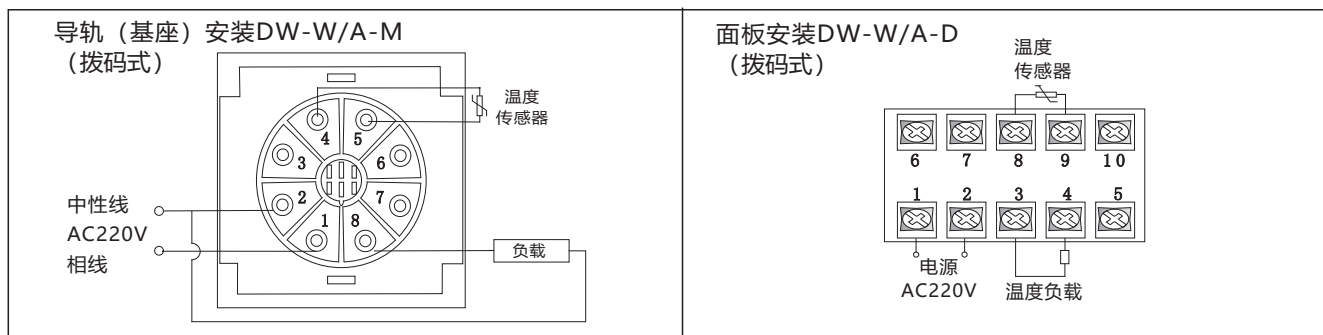 导轨（基座）安装DW-W/A-M
（拨码式）
温度
传感器
4
5
3
6
2
7
1
8
中性线
AC220V
相线
负载
面板安装DW-W/A-D
（拨码式）
温度
传感器
6 7 8 9 10
1 2 3 4 5
电源
AC220V
温度负载